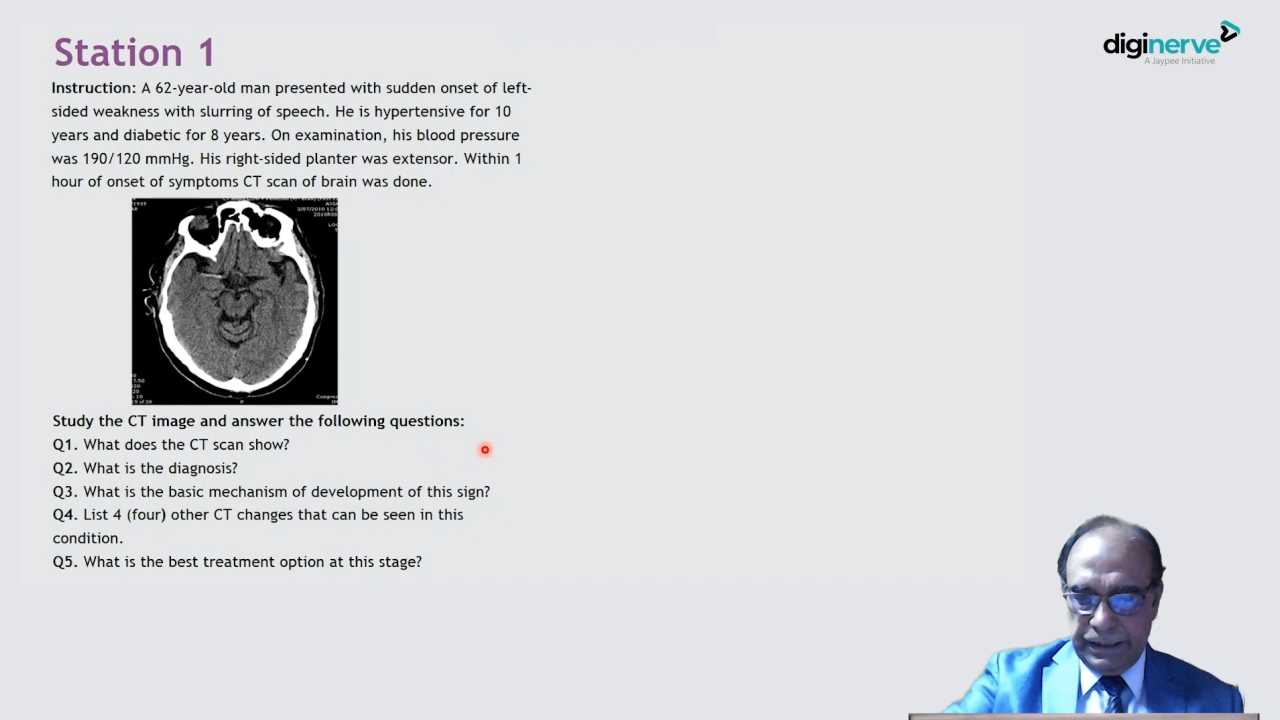 Station 1
diginerve
A Jaypee Initiative
Instruction: A 62-year-old man presented with sudden onset of left-
sided weakness with slurring of speech. He is hypertensive for 10
years and diabetic for 8 years. On examination, his blood pressure
was 190/120 mmHg. His right-sided planter was extensor. Within 1
hour of onset of symptoms CT scan of brain was done.
Study the CT image and answer the following questions:
Q1. What does the CT scan show?
Q2. What is the diagnosis?
Q3. What is the basic mechanism of development of this sign?
Q4. List 4 (four) other CT changes that can be seen in this
condition.
Q5. What is the best treatment option at this stage?